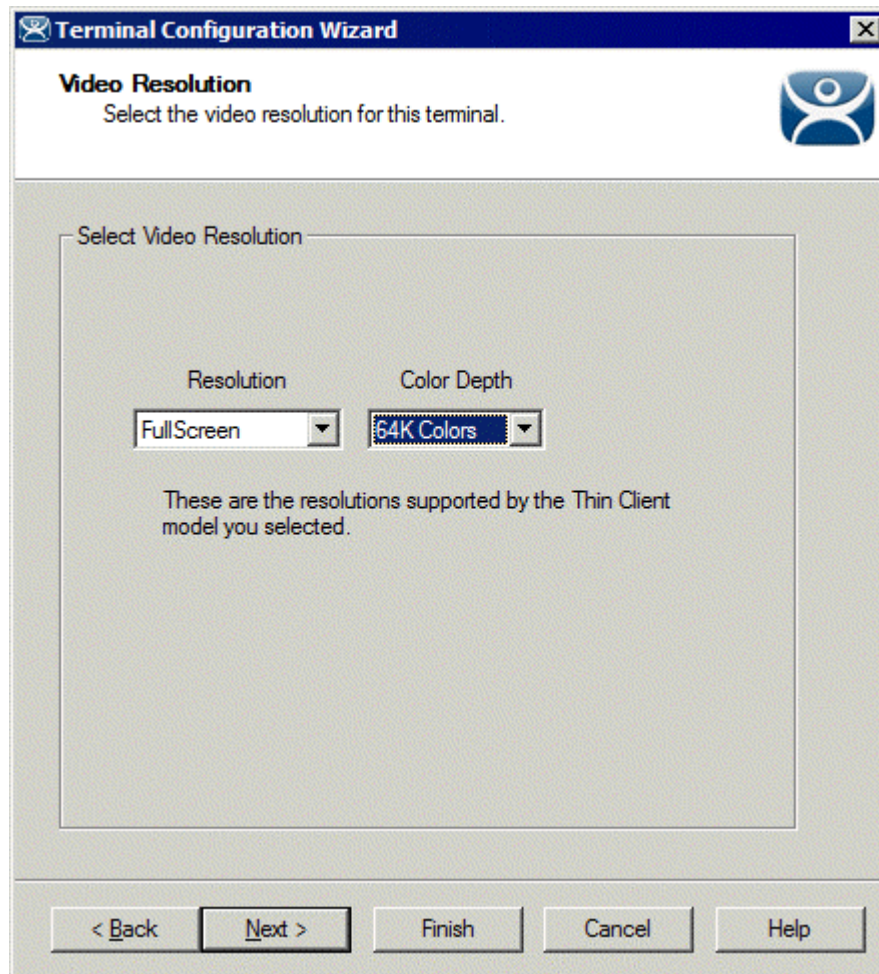 Terminal Configuration Wizard
Video Resolution
Select the video resolution for this terminal.
Select Video Resolution
Resolution Color Depth
FullScreen 64K Colors
These are the resolutions supported by the Thin Client
model you selected.
< Back Next > Finish Cancel Help